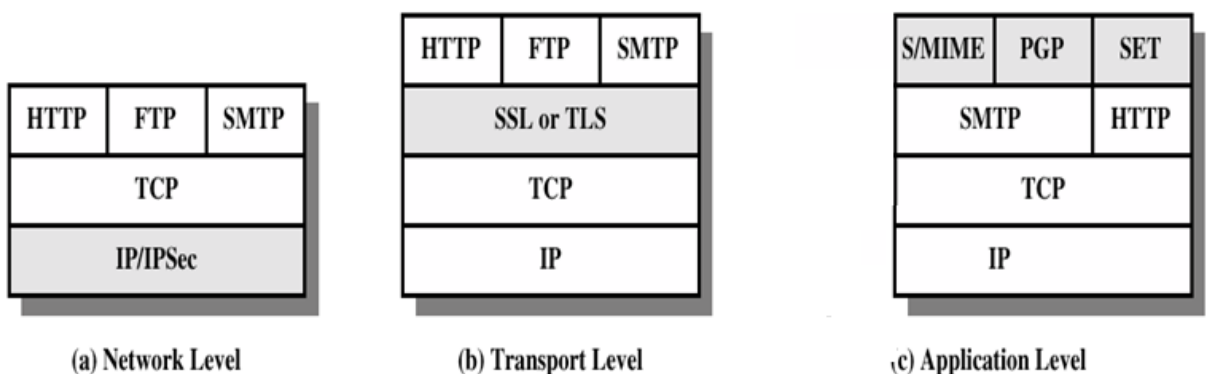 HTTP FTP SMTP
TCP
IP/IPSec
(a) Network Level
HTTP FTP SMTP
SSL or TLS
TCP
IP
(b) Transport Level
S/MIME PGP SET
SMTP HTTP
TCP
IP
(c) Application Level